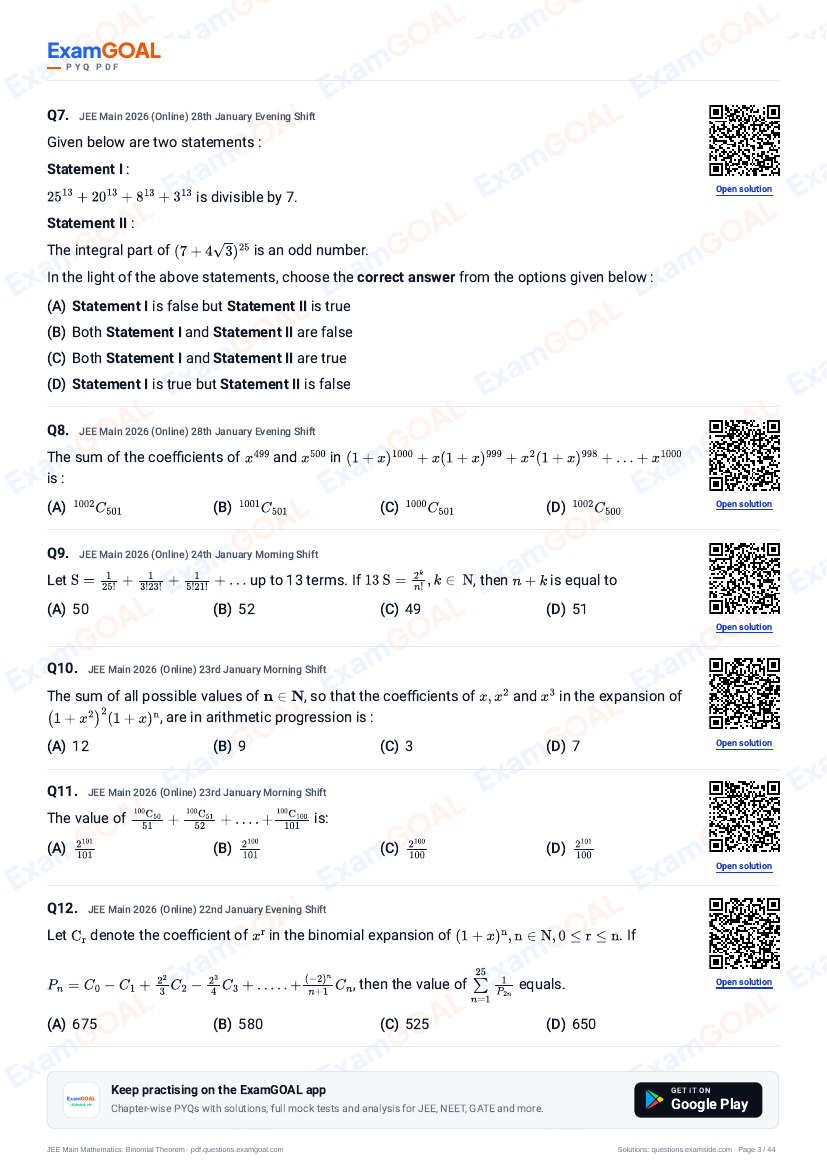 ExamGOAL
PYQ PDF
Q7. JEE Main 2026 (Online) 28th January Evening Shift
Given below are two statements :
Statement I :
25^13 + 20^13 + 8^13 + 3^13 is divisible by 7.
Statement II :
The integral part of (7 + 4√3)^25 is an odd number.
In the light of the above statements, choose the correct answer from the options given below :
(A) Statement I is false but Statement II is true
(B) Both Statement I and Statement II are false
(C) Both Statement I and Statement II are true
(D) Statement I is true but Statement II is false
Open solution
Q8. JEE Main 2026 (Online) 28th January Evening Shift
The sum of the coefficients of x^499 and x^500 in (1 + x)^1000 + x(1 + x)^999 + x^2(1 + x)^998 + . . . + x^1000
is :
(A) ^1002C_501 (B) ^1001C_501 (C) ^1000C_501 (D) ^1002C_500
Open solution
Q9. JEE Main 2026 (Online) 24th January Morning Shift
Let S = 1/25! + 1/3!23! + 1/5!21! + . . . up to 13 terms. If 13 S = 2^k/n!, k ∈ N, then n + k is equal to
(A) 50 (B) 52 (C) 49 (D) 51
Open solution
Q10. JEE Main 2026 (Online) 23rd January Morning Shift
The sum of all possible values of n ∈ N, so that the coefficients of x, x^2 and x^3 in the expansion of
(1 + x^2)^2(1 + x)^n, are in arithmetic progression is :
(A) 12 (B) 9 (C) 3 (D) 7
Open solution
Q11. JEE Main 2026 (Online) 23rd January Morning Shift
The value of ^100C_50/51 + ^100C_51/52 + . . . . + ^100C_100/101 is:
(A) 2^101/101 (B) 2^100/101 (C) 2^100/100 (D) 2^101/100
Open solution
Q12. JEE Main 2026 (Online) 22nd January Evening Shift
Let C_r denote the coefficient of x^r in the binomial expansion of (1 + x)^n, n ∈ N, 0 ≤ r ≤ n. If
P_n = C_0 − C_1 + 2^2/3 C_2 − 2^3/4 C_3 + . . . . . + (−2)^n/n+1 C_n, then the value of ∑_{n=1}^{25} 1/P_2n equals.
(A) 675 (B) 580 (C) 525 (D) 650
Open solution
Keep practising on the ExamGOAL app
Chapter-wise PYQs with solutions, full mock tests and analysis for JEE, NEET, GATE and more.
GET IT ON
Google Play
JEE Main Mathematics: Binomial Theorem · pdf.questions.examgoal.com
Solutions: questions.examside.com · Page 3 / 44